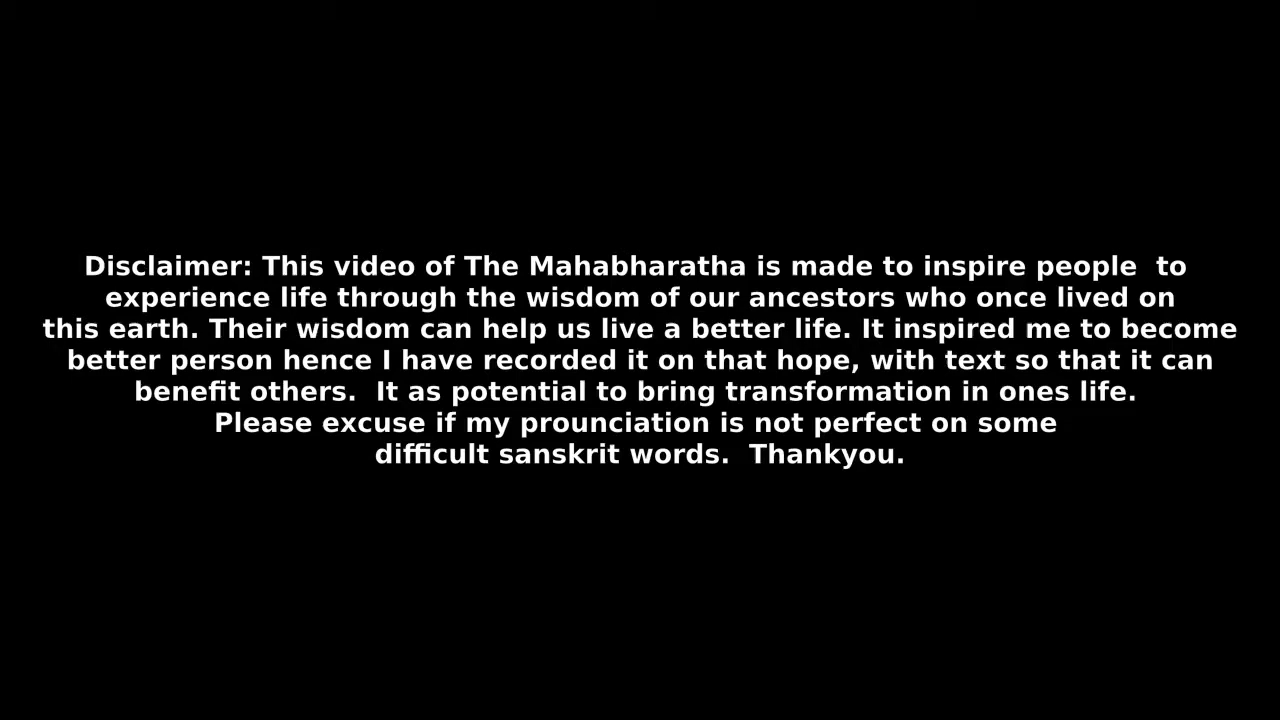 Disclaimer: This video of The Mahabharatha is made to inspire people  to
experience life through the wisdom of our ancestors who once lived on
this earth. Their wisdom can help us live a better life. It inspired me to become
better person hence I have recorded it on that hope, with text so that it can
benefit others.  It as potential to bring transformation in ones life.
Please excuse if my prounciation is not perfect on some
difficult sanskrit words.  Thankyou.